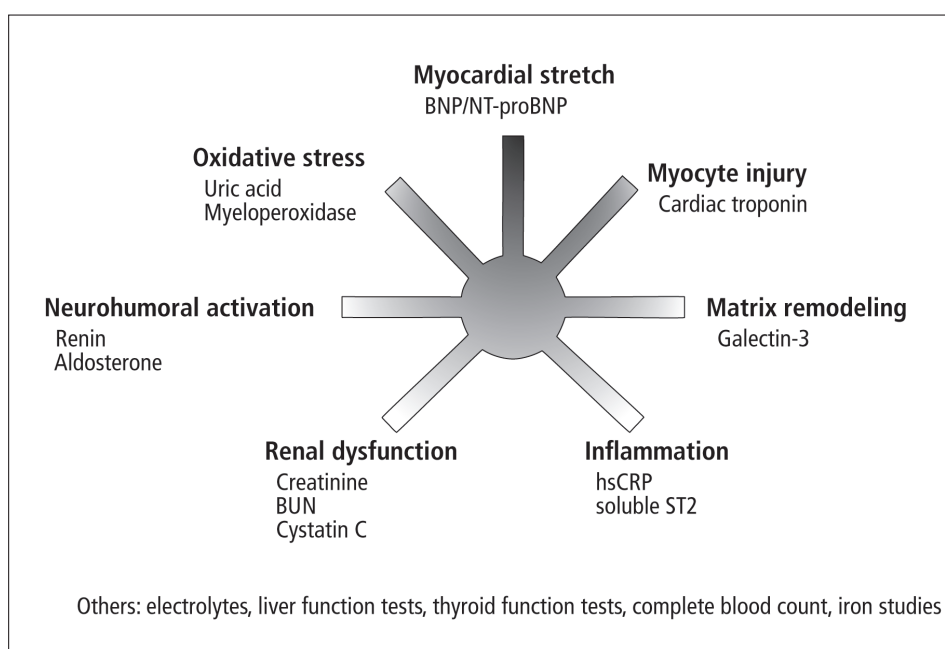 Myocardial stretch
BNP/NT-proBNP
Oxidative stress
Uric acid
Myeloperoxidase
Myocyte injury
Cardiac troponin
Neurohumoral activation
Renin
Aldosterone
Matrix remodeling
Galectin-3
Renal dysfunction
Creatinine
BUN
Cystatin C
Inflammation
hsCRP
soluble ST2
Others: electrolytes, liver function tests, thyroid function tests, complete blood count, iron studies